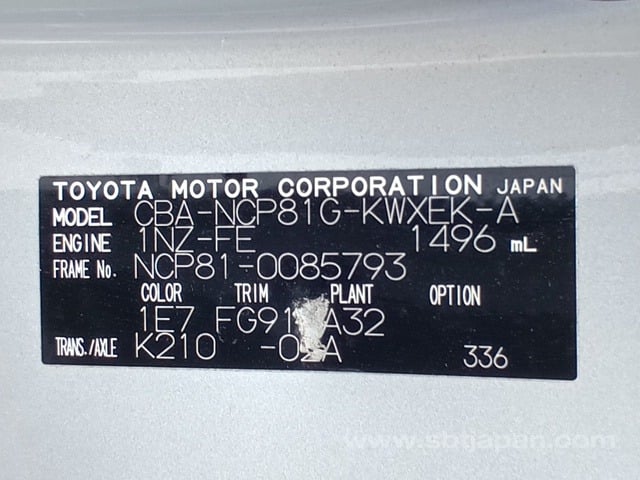 TOYOTA MOTOR CORPORATION JAPAN
MODEL CBA-NCP81G-KWXEK-A
ENGINE 1NZ-FE 1496 mL
FRAME No. NCP81-0085793
COLOR TRIM PLANT OPTION
1E7 A32
TRANS./AXLE K210 336
www.sbtjapan.com